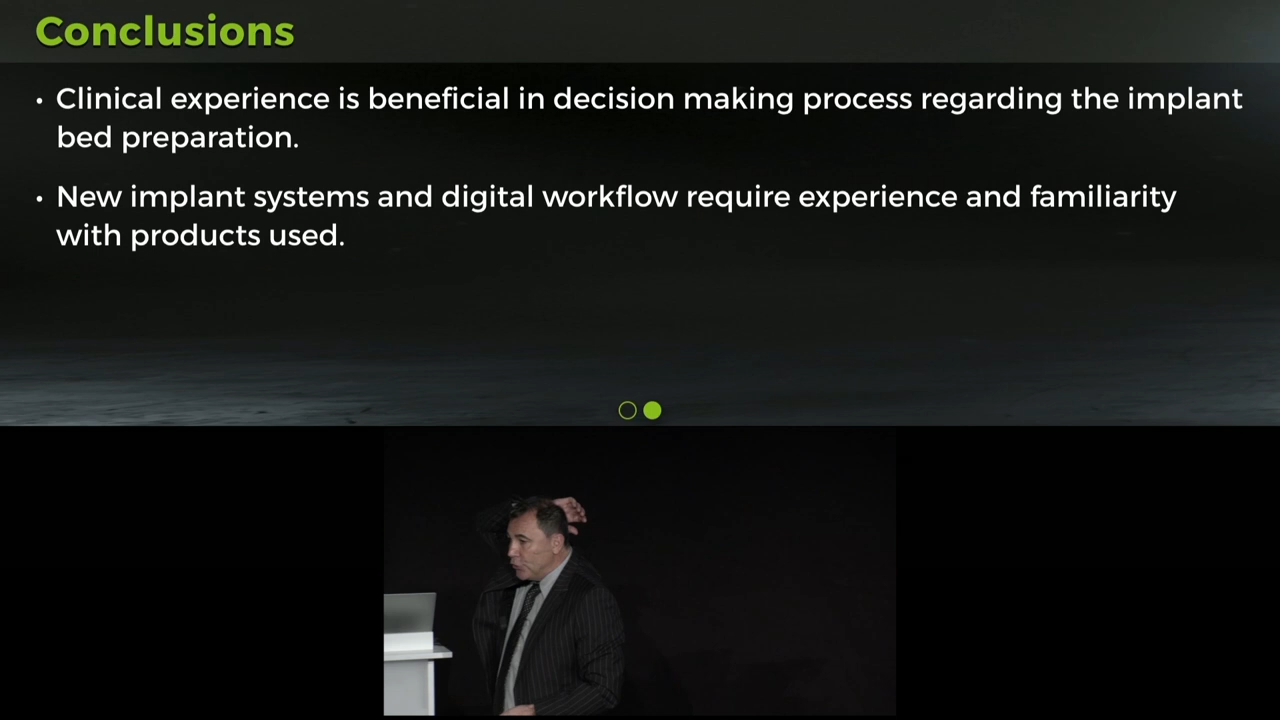 Conclusions
• Clinical experience is beneficial in decision making process regarding the implant
bed preparation.
• New implant systems and digital workflow require experience and familiarity
with products used.